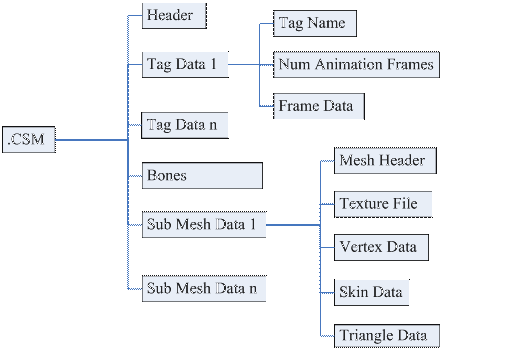 .CSM
Header
Tag Data 1
Tag Name
Num Animation Frames
Frame Data
Tag Data n
Bones
Sub Mesh Data 1
Mesh Header
Texture File
Vertex Data
Skin Data
Triangle Data
Sub Mesh Data n